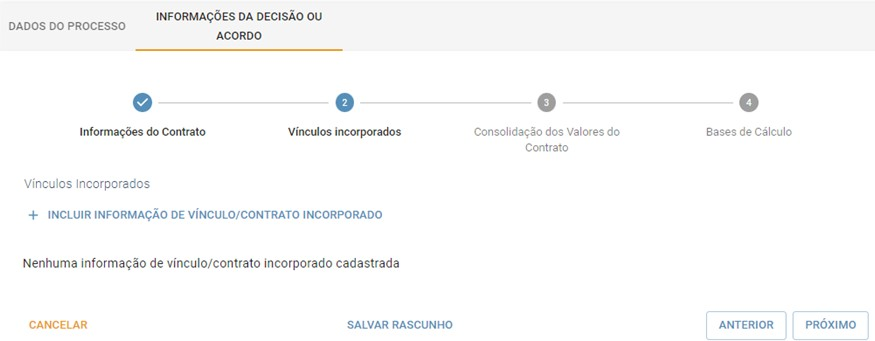 DADOS DO PROCESSO
INFORMAÇÕES DA DECISÃO OU
ACORDO
2
3
4
Informações do Contrato
Vínculos incorporados
Consolidação dos Valores do
Contrato
Bases de Cálculo
Vínculos Incorporados
+ INCLUIR INFORMAÇÃO DE VÍNCULO/CONTRATO INCORPORADO
Nenhuma informação de vínculo/contrato incorporado cadastrada
CANCELAR
SALVAR RASCUNHO
ANTERIOR
PRÓXIMO